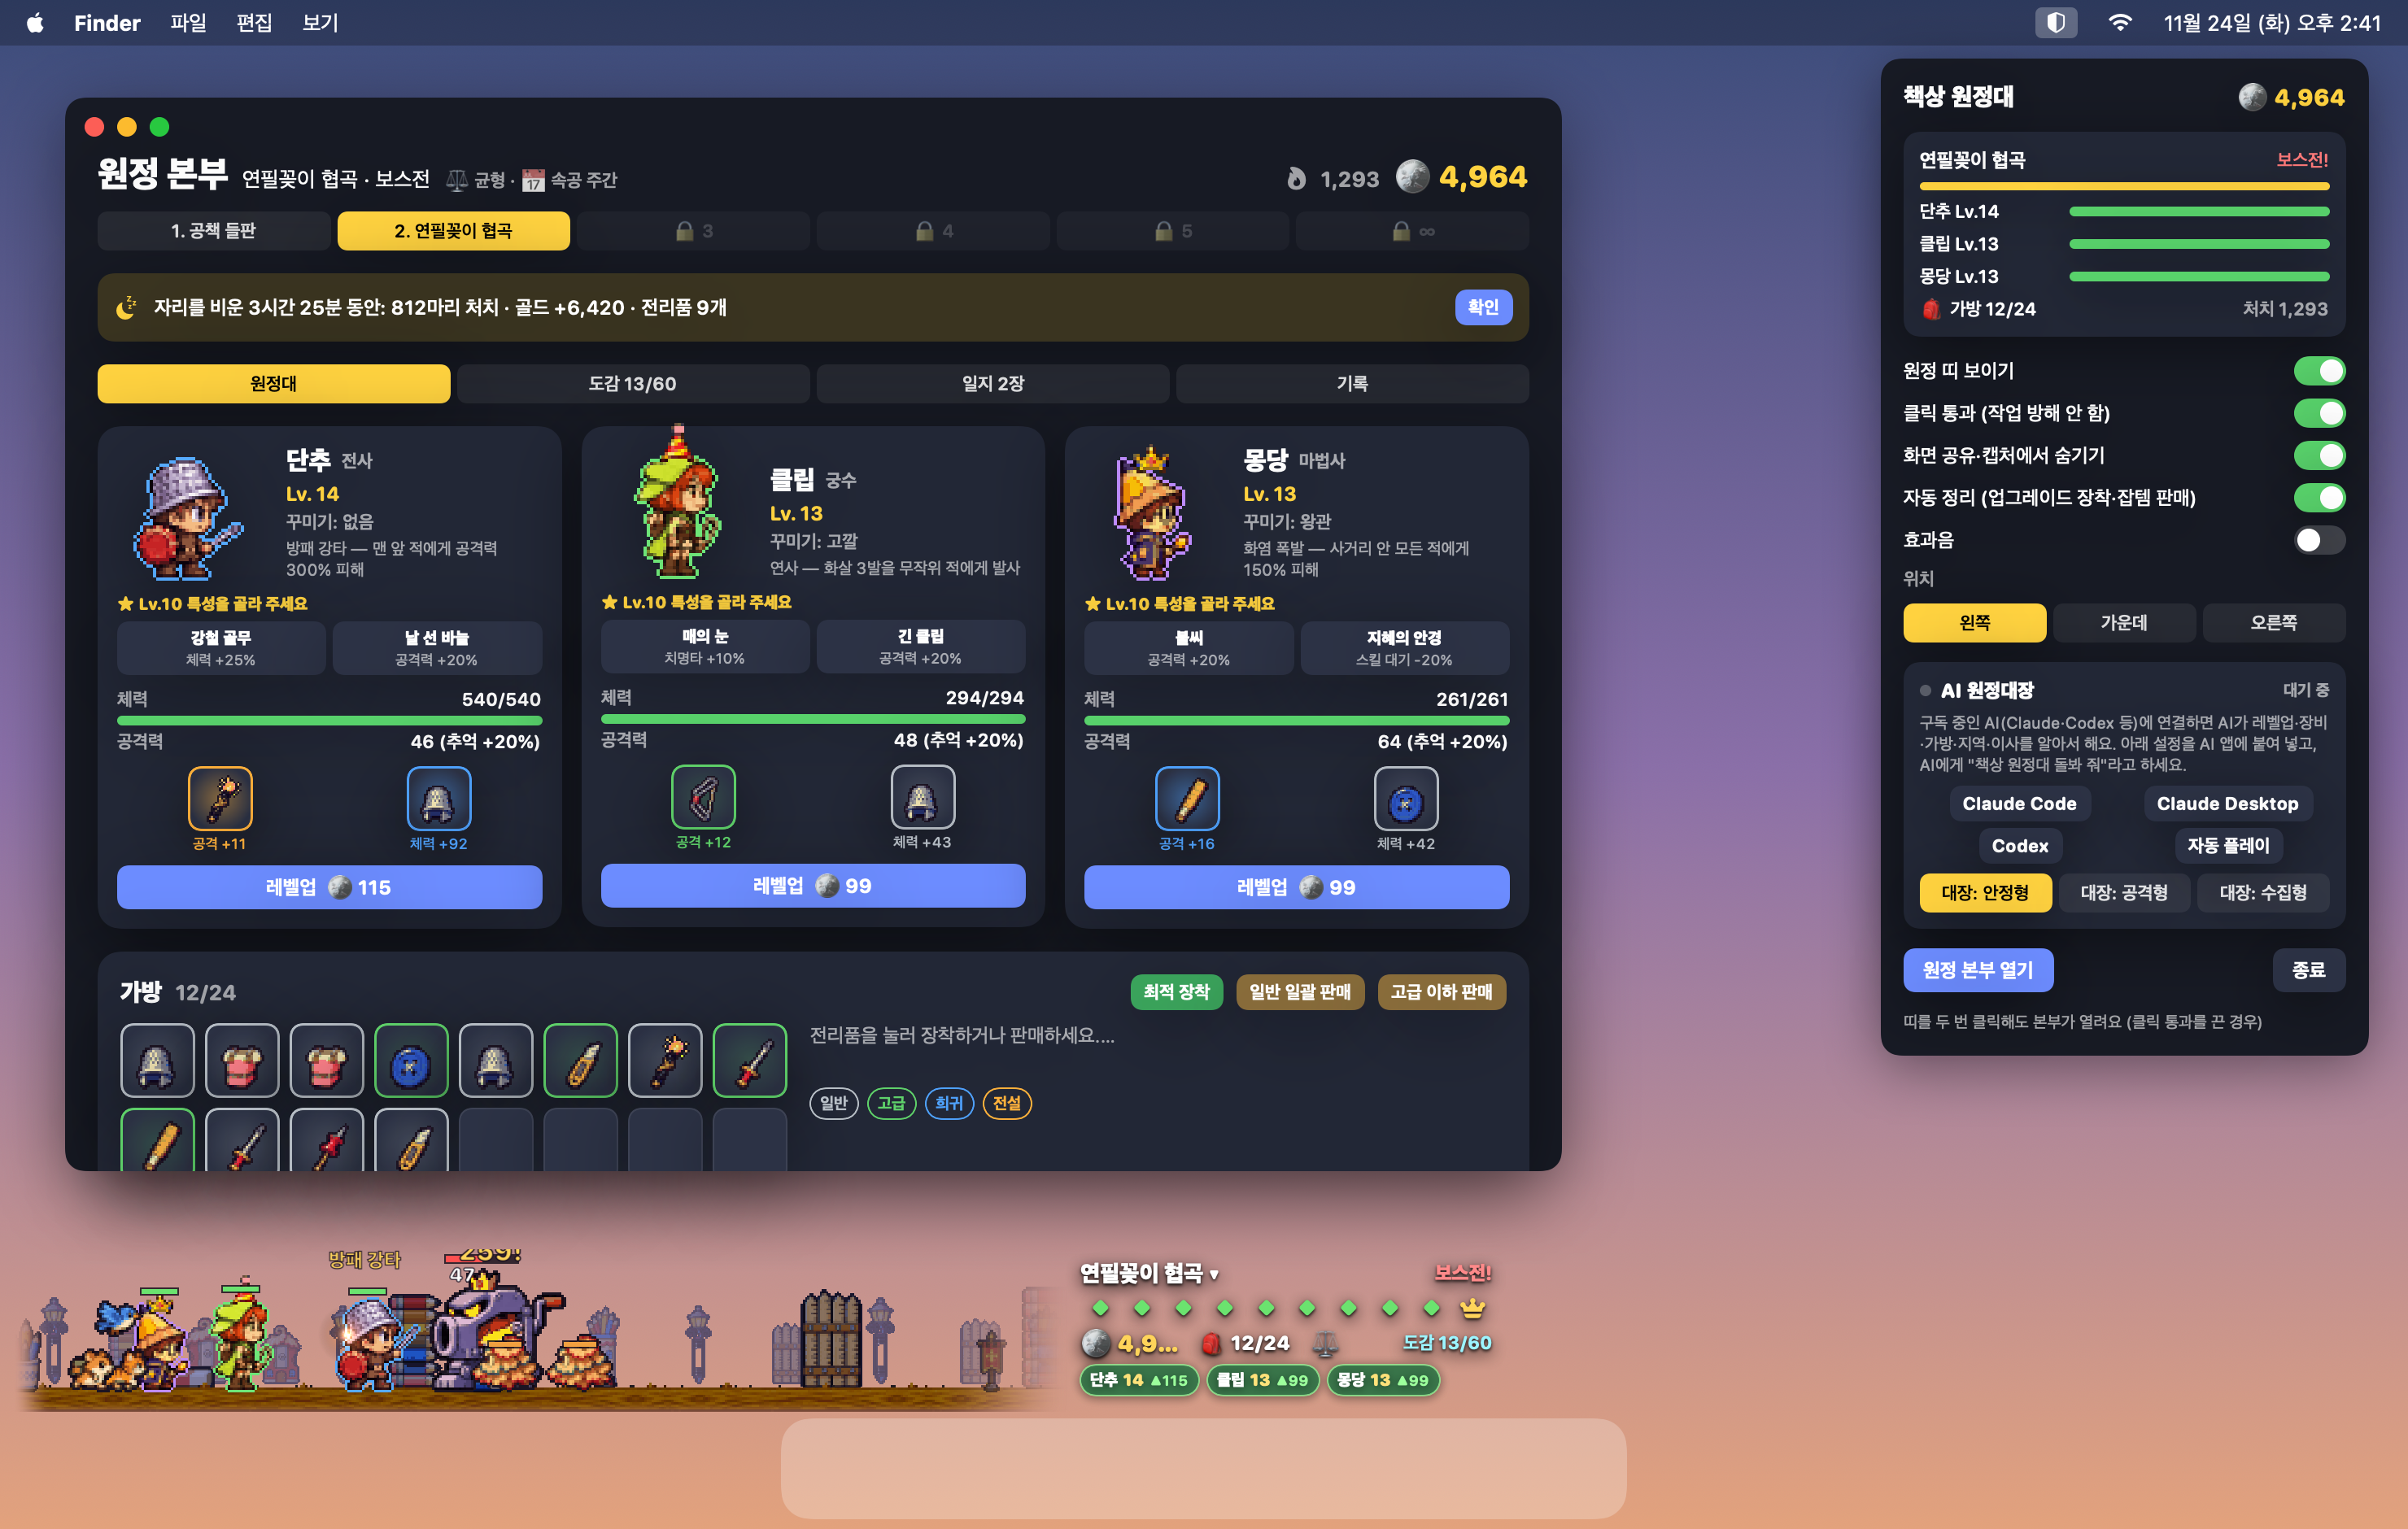 Finder 파일 편집 보기
11월 24일 (화) 오후 2:41
원정 본부 연필꽂이 협곡 · 보스전 균형 · 17 속공 주간
1,293 4,964
1. 공책 들판
2. 연필꽂이 협곡
3
4
5
∞
자리를 비운 3시간 25분 동안: 812마리 처치 · 골드 +6,420 · 전리품 9개
확인
원정대
도감 13/60
일지 2장
기록
단추 전사
Lv. 14
꾸미기: 없음
방패 강타 — 맨 앞 적에게 공격력
300% 피해
Lv.10 특성을 골라 주세요
강철 골무
체력 +25%
날 선 바늘
공격력 +20%
체력 540/540
공격력 46 (추억 +20%)
공격 +11
체력 +92
레벨업 115
클립 궁수
Lv. 13
꾸미기: 고깔
연사 — 화살 3발을 무작위 적에게 발사
Lv.10 특성을 골라 주세요
매의 눈
치명타 +10%
긴 클립
공격력 +20%
체력 294/294
공격력 48 (추억 +20%)
공격 +12
체력 +43
레벨업 99
몽당 마법사
Lv. 13
꾸미기: 왕관
화염 폭발 — 사거리 안 모든 적에게
150% 피해
Lv.10 특성을 골라 주세요
불씨
공격력 +20%
지혜의 안경
스킬 대기 -20%
체력 261/261
공격력 64 (추억 +20%)
공격 +16
체력 +42
레벨업 99
가방 12/24
최적 장착
일반 일괄 판매
고급 이하 판매
전리품을 눌러 장착하거나 판매하세요....
일반 고급 희귀 전설
책상 원정대 4,964
연필꽂이 협곡 보스전!
단추 Lv.14
클립 Lv.13
몽당 Lv.13
가방 12/24 처치 1,293
원정 띠 보이기
클릭 통과 (작업 방해 안 함)
화면 공유·캡처에서 숨기기
자동 정리 (업그레이드 장착·잡템 판매)
효과음
위치
왼쪽 가운데 오른쪽
AI 원정대장 대기 중
구독 중인 AI(Claude·Codex 등)에 연결하면 AI가 레벨업·장비
·가방·지역·이사를 알아서 해요. 아래 설정을 AI 앱에 붙여 넣고,
AI에게 "책상 원정대 돌봐 줘"라고 하세요.
Claude Code
Claude Desktop
Codex
자동 플레이
대장: 안정형 대장: 공격형 대장: 수집형
원정 본부 열기
종료
띠를 두 번 클릭해도 본부가 열려요 (클릭 통과를 끈 경우)
방패 강타
259!
47
연필꽂이 협곡 ▾ 보스전!
4,9... 12/24 도감 13/60
단추 14 ▲115
클립 13 ▲99
몽당 13 ▲99